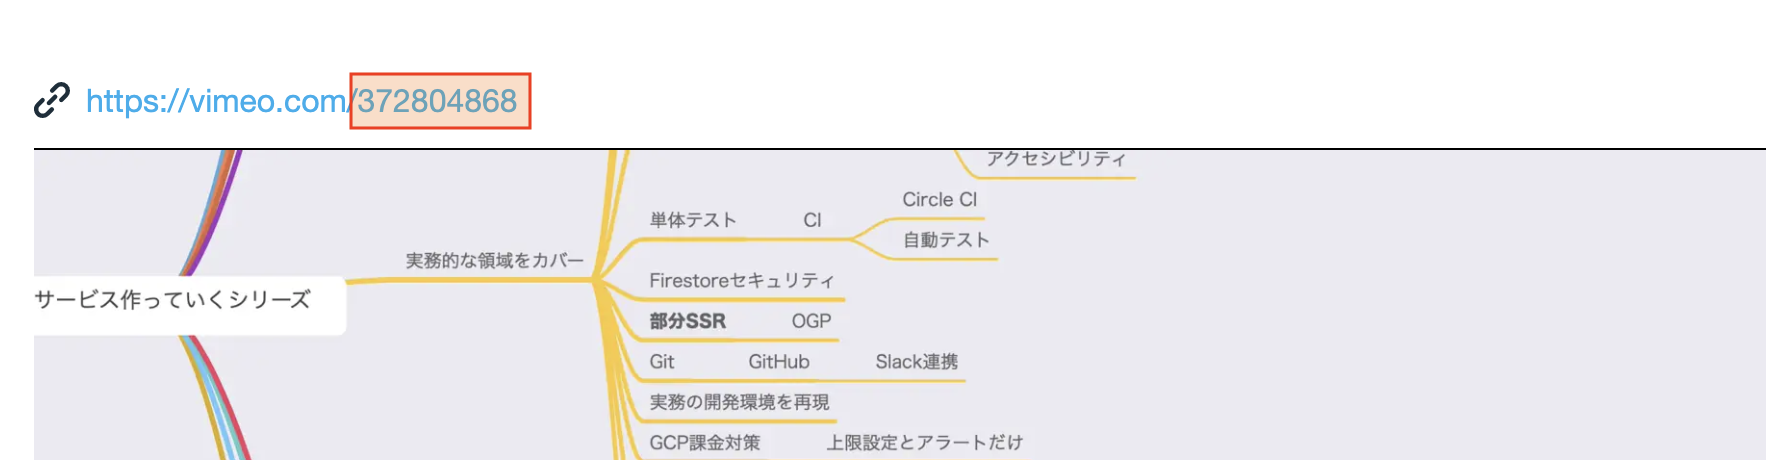 https://vimeo.com/372804868
アクセシビリティ
Circle CI
単体テスト CI
自動テスト
実務的な領域をカバー
Firestoreセキュリティ
サービス作っていくシリーズ
部分SSR OGP
Git GitHub Slack連携
実務の開発環境を再現
GCP課金対策 上限設定とアラートだけ